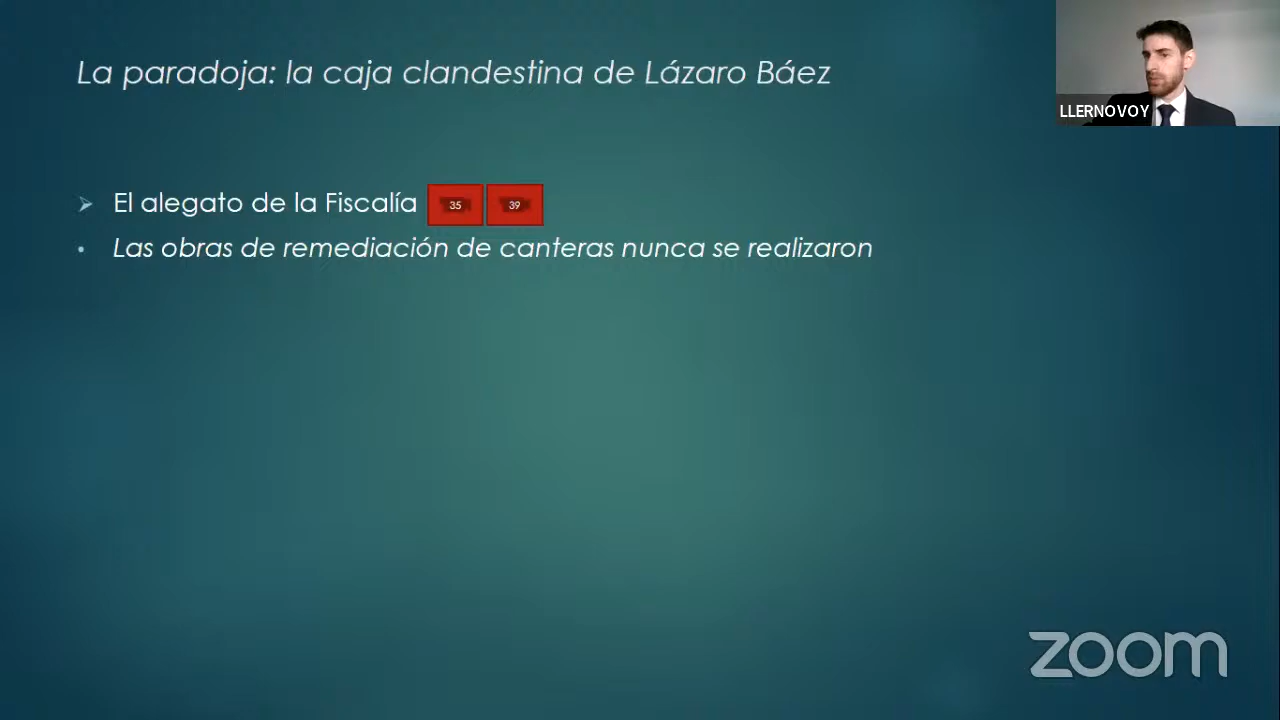 La paradoja: la caja clandestina de Lázaro Báez
LLERNOVOY
El alegato de la Fiscalía 35 39
Las obras de remediación de canteras nunca se realizaron
zoom